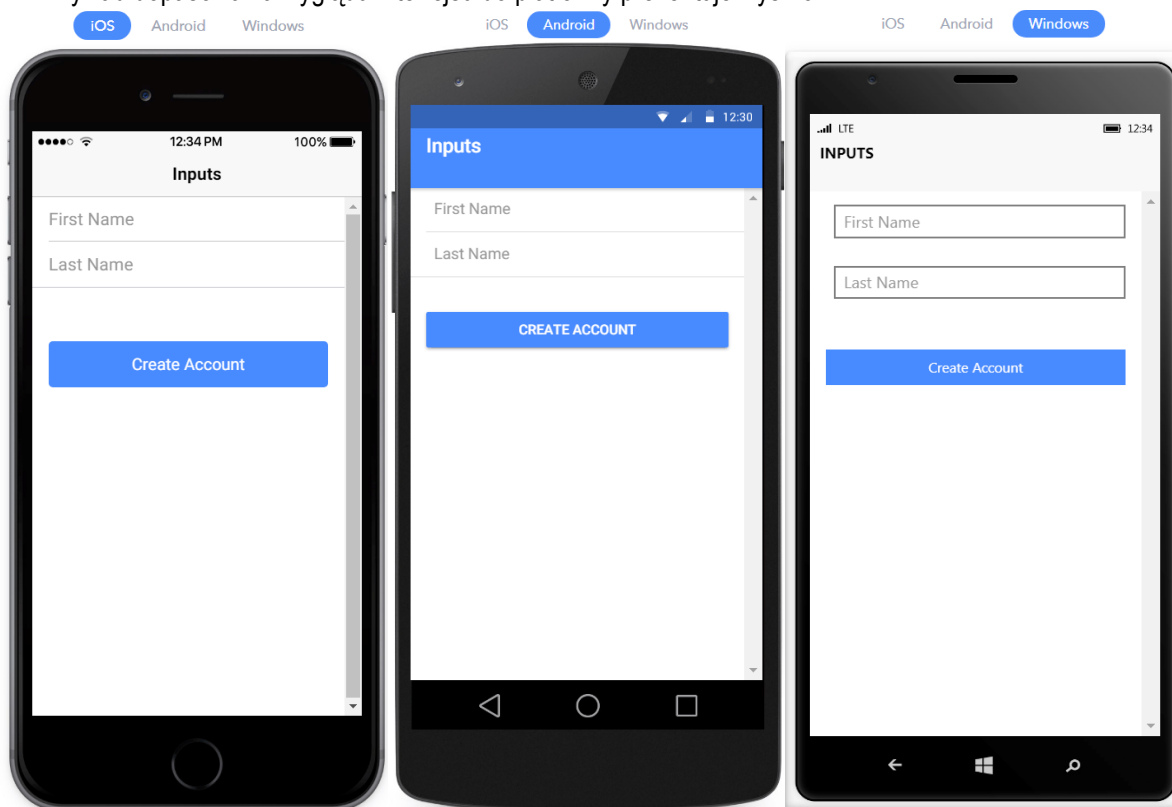 iOS Android Windows
12:34 PM 100%
Inputs
First Name
Last Name
Create Account
iOS Android Windows
12:30
Inputs
First Name
Last Name
CREATE ACCOUNT
iOS Android Windows
LTE 12:34
INPUTS
First Name
Last Name
Create Account